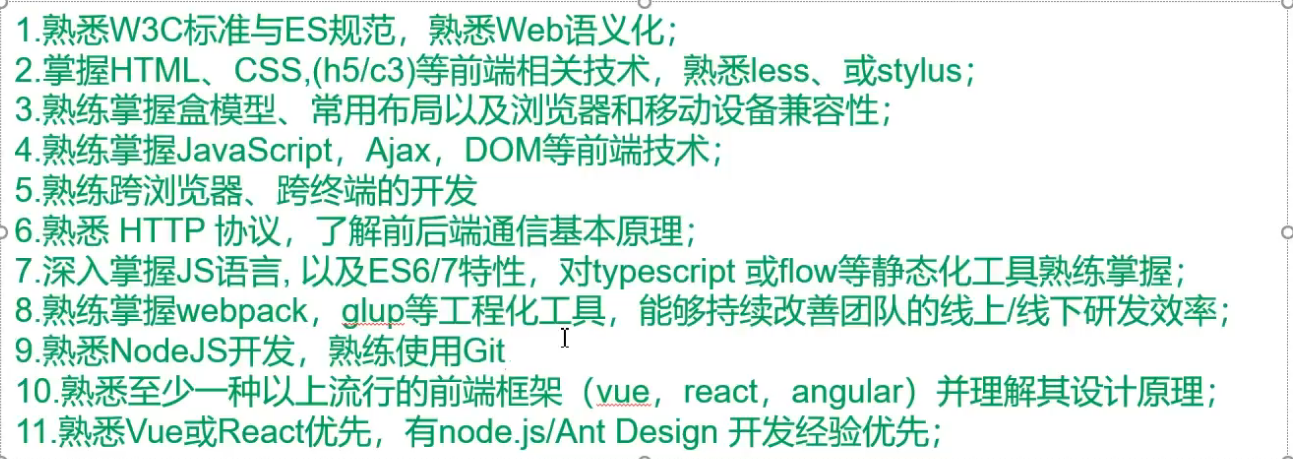 1.熟悉W3C标准与ES规范，熟悉Web语义化；
2.掌握HTML、CSS,(h5/c3)等前端相关技术，熟悉less、或stylus；
3.熟练掌握盒模型、常用布局以及浏览器和移动设备兼容性；
4.熟练掌握JavaScript，Ajax，DOM等前端技术；
5.熟练跨浏览器、跨终端的开发
6.熟悉 HTTP 协议，了解前后端通信基本原理；
7.深入掌握JS语言, 以及ES6/7特性，对typescript 或flow等静态化工具熟练掌握；
8.熟练掌握webpack，glup等工程化工具，能够持续改善团队的线上/线下研发效率；
9.熟悉NodeJS开发，熟练使用Git
10.熟悉至少一种以上流行的前端框架（vue，react，angular）并理解其设计原理；
11.熟悉Vue或React优先，有node.js/Ant Design 开发经验优先；